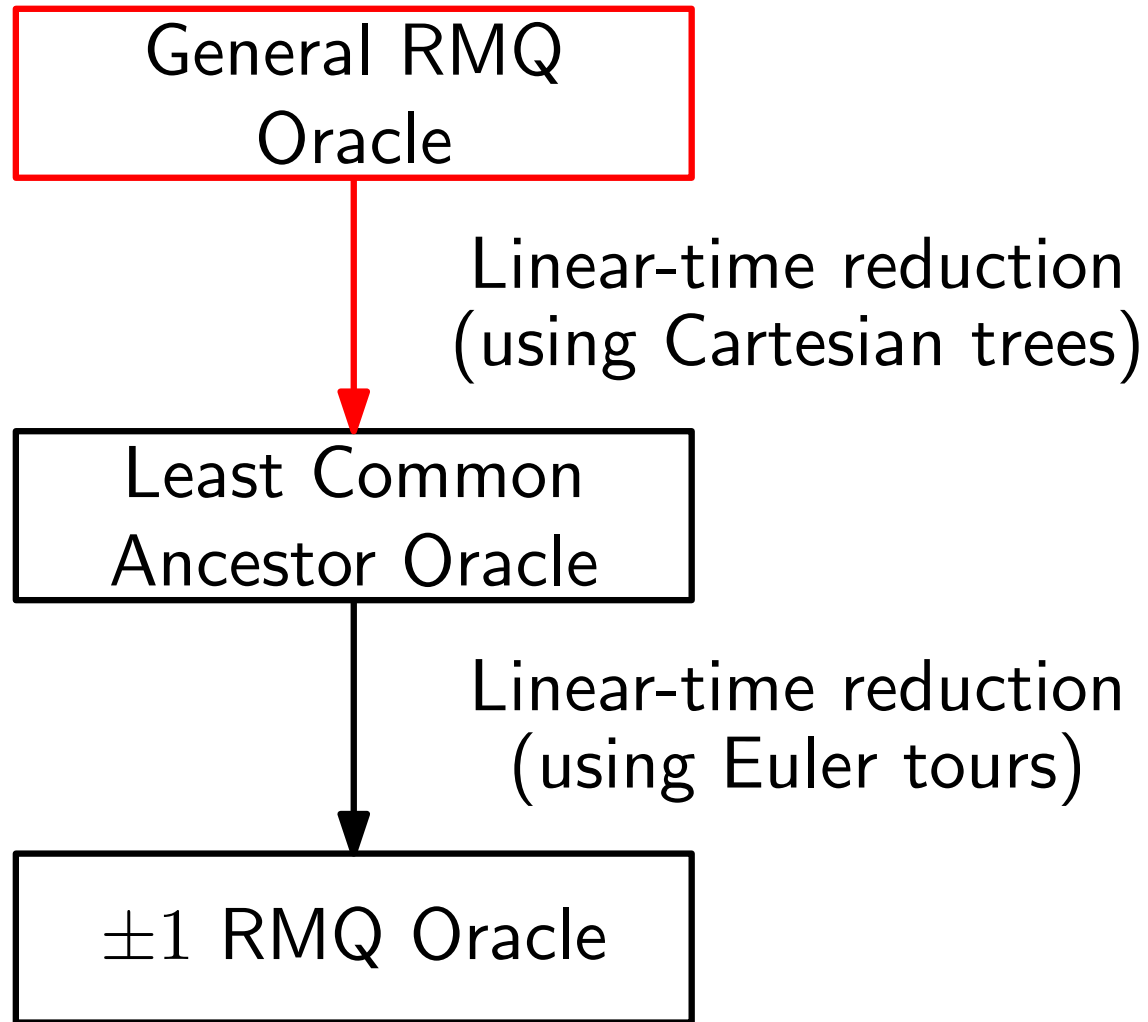 General RMQ
Oracle
Linear-time reduction
(using Cartesian trees)
Least Common
Ancestor Oracle
Linear-time reduction
(using Euler tours)
±1 RMQ Oracle